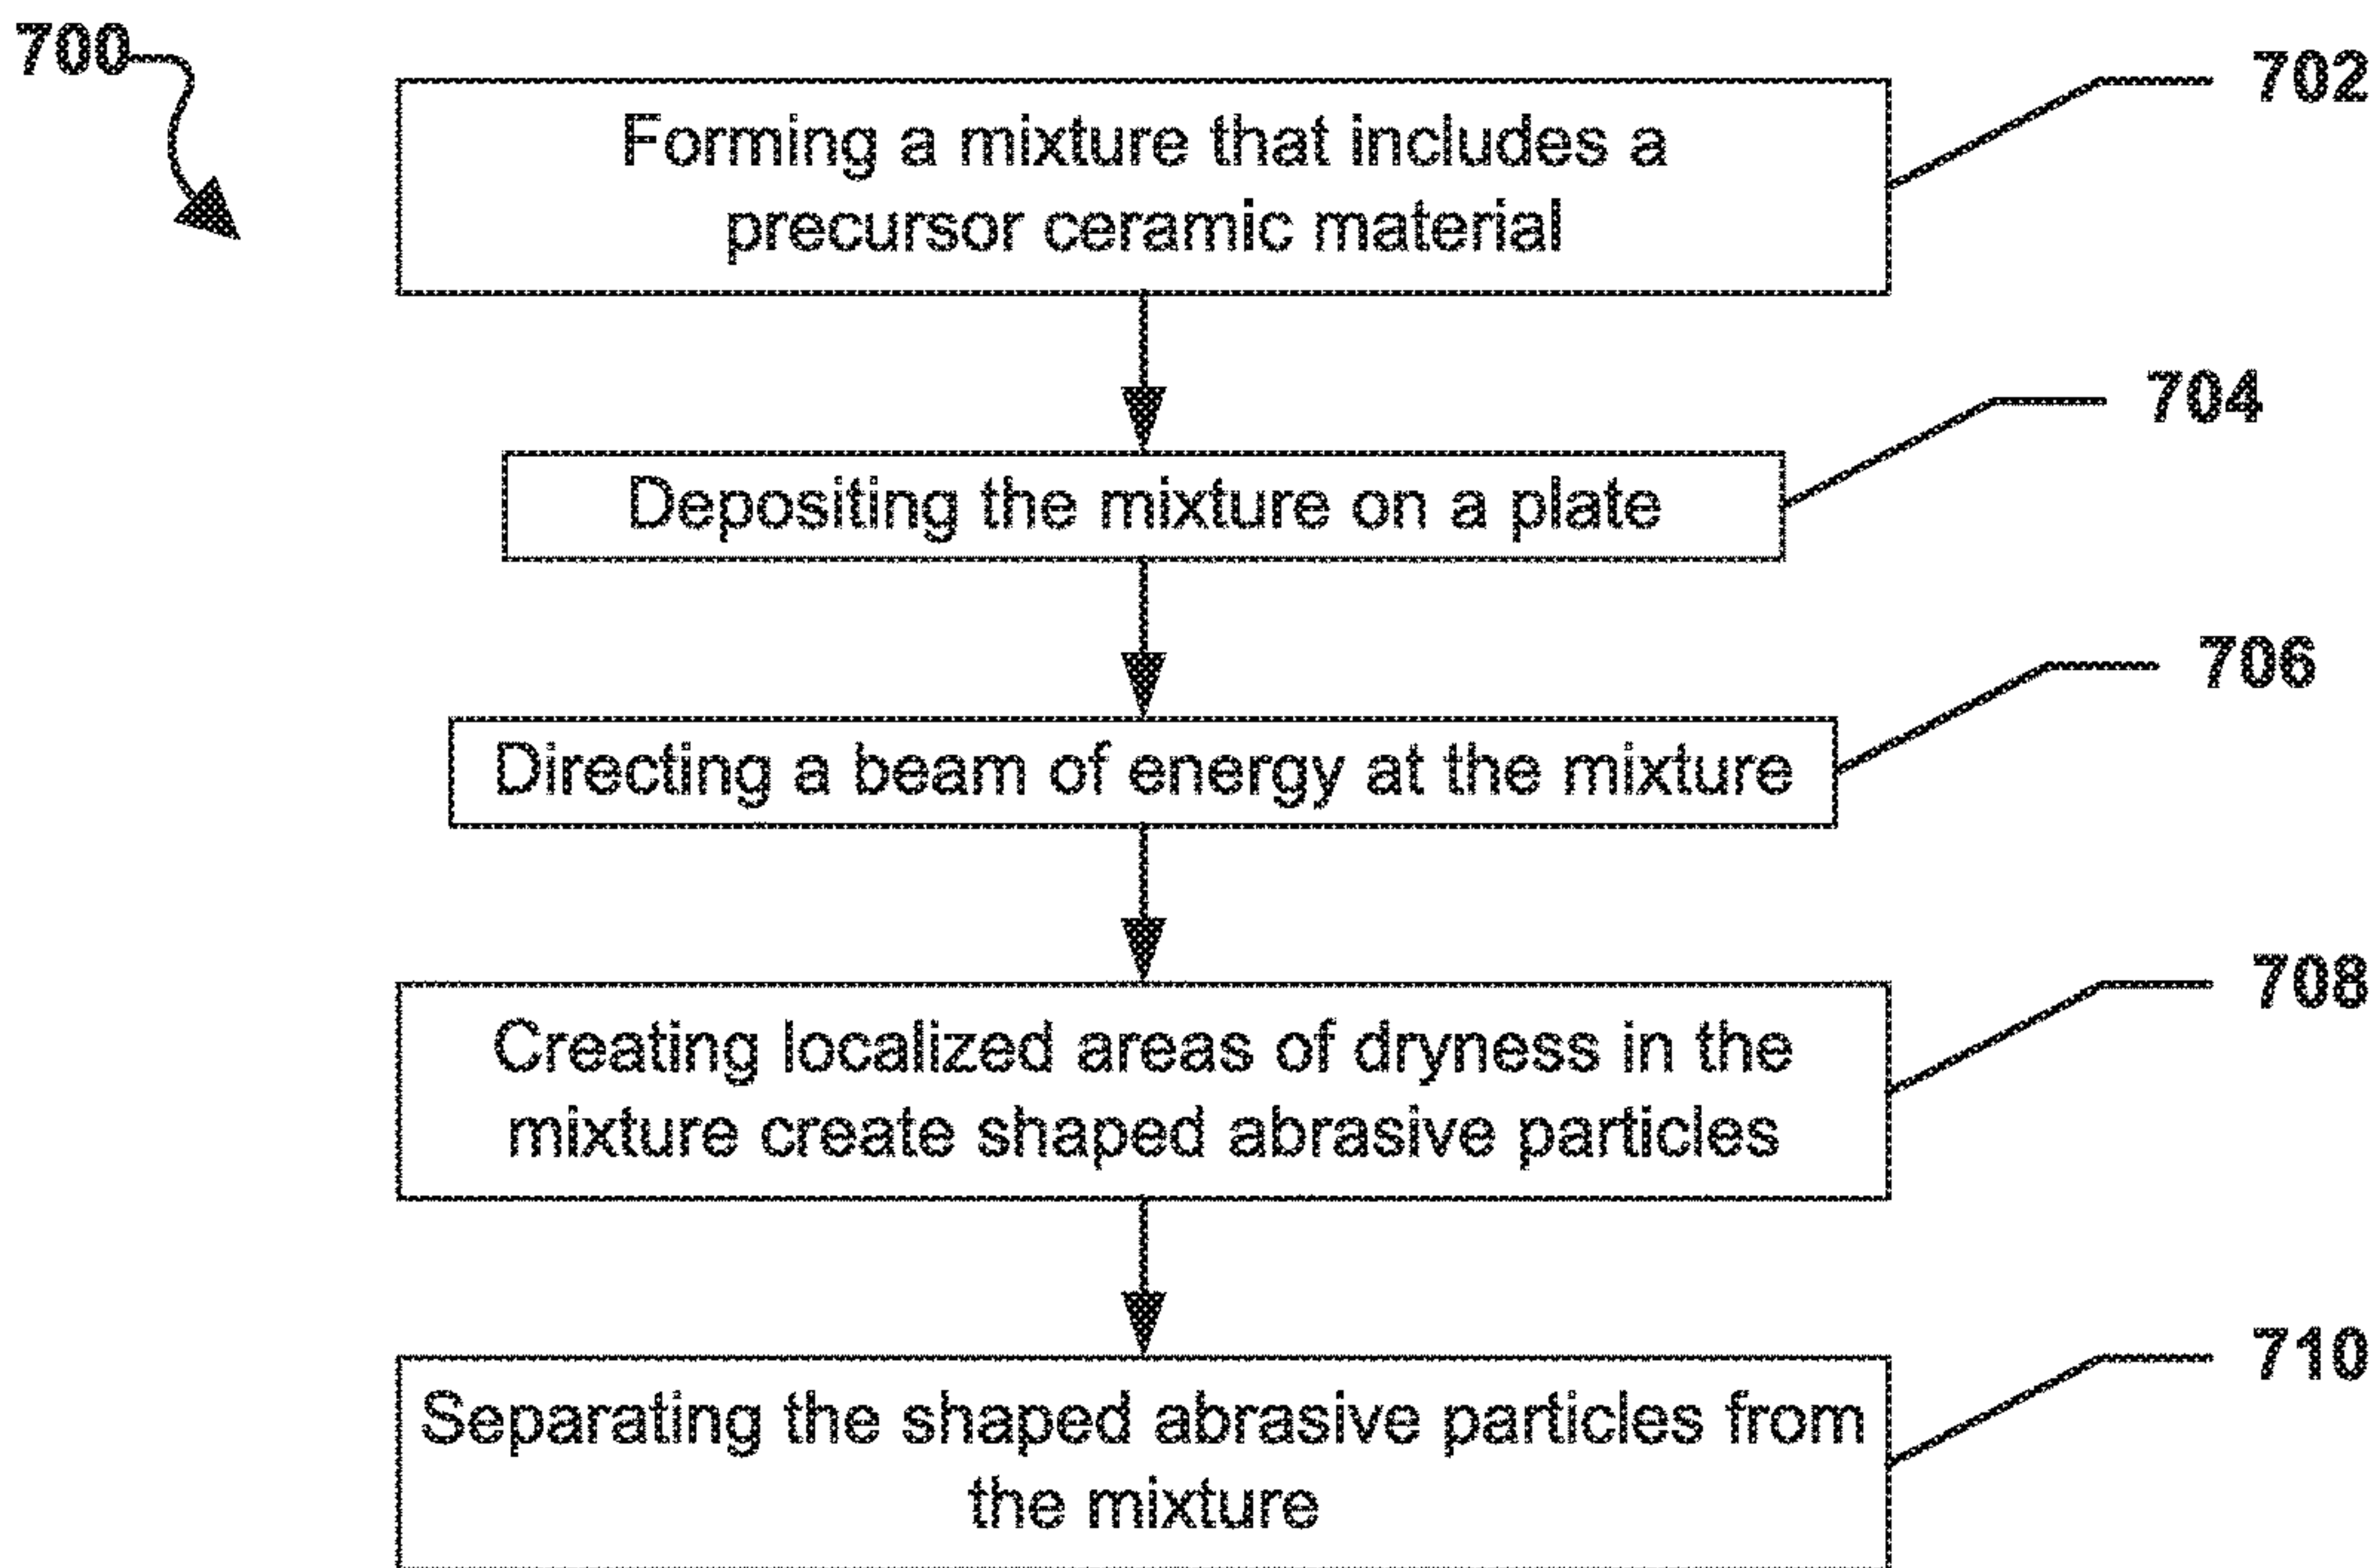 700
702
Forming a mixture that includes a
precursor ceramic material
704
Depositing the mixture on a plate
706
Directing a beam of energy at the mixture
708
Creating localized areas of dryness in the
mixture create shaped abrasive particles
710
Separating the shaped abrasive particles from
the mixture